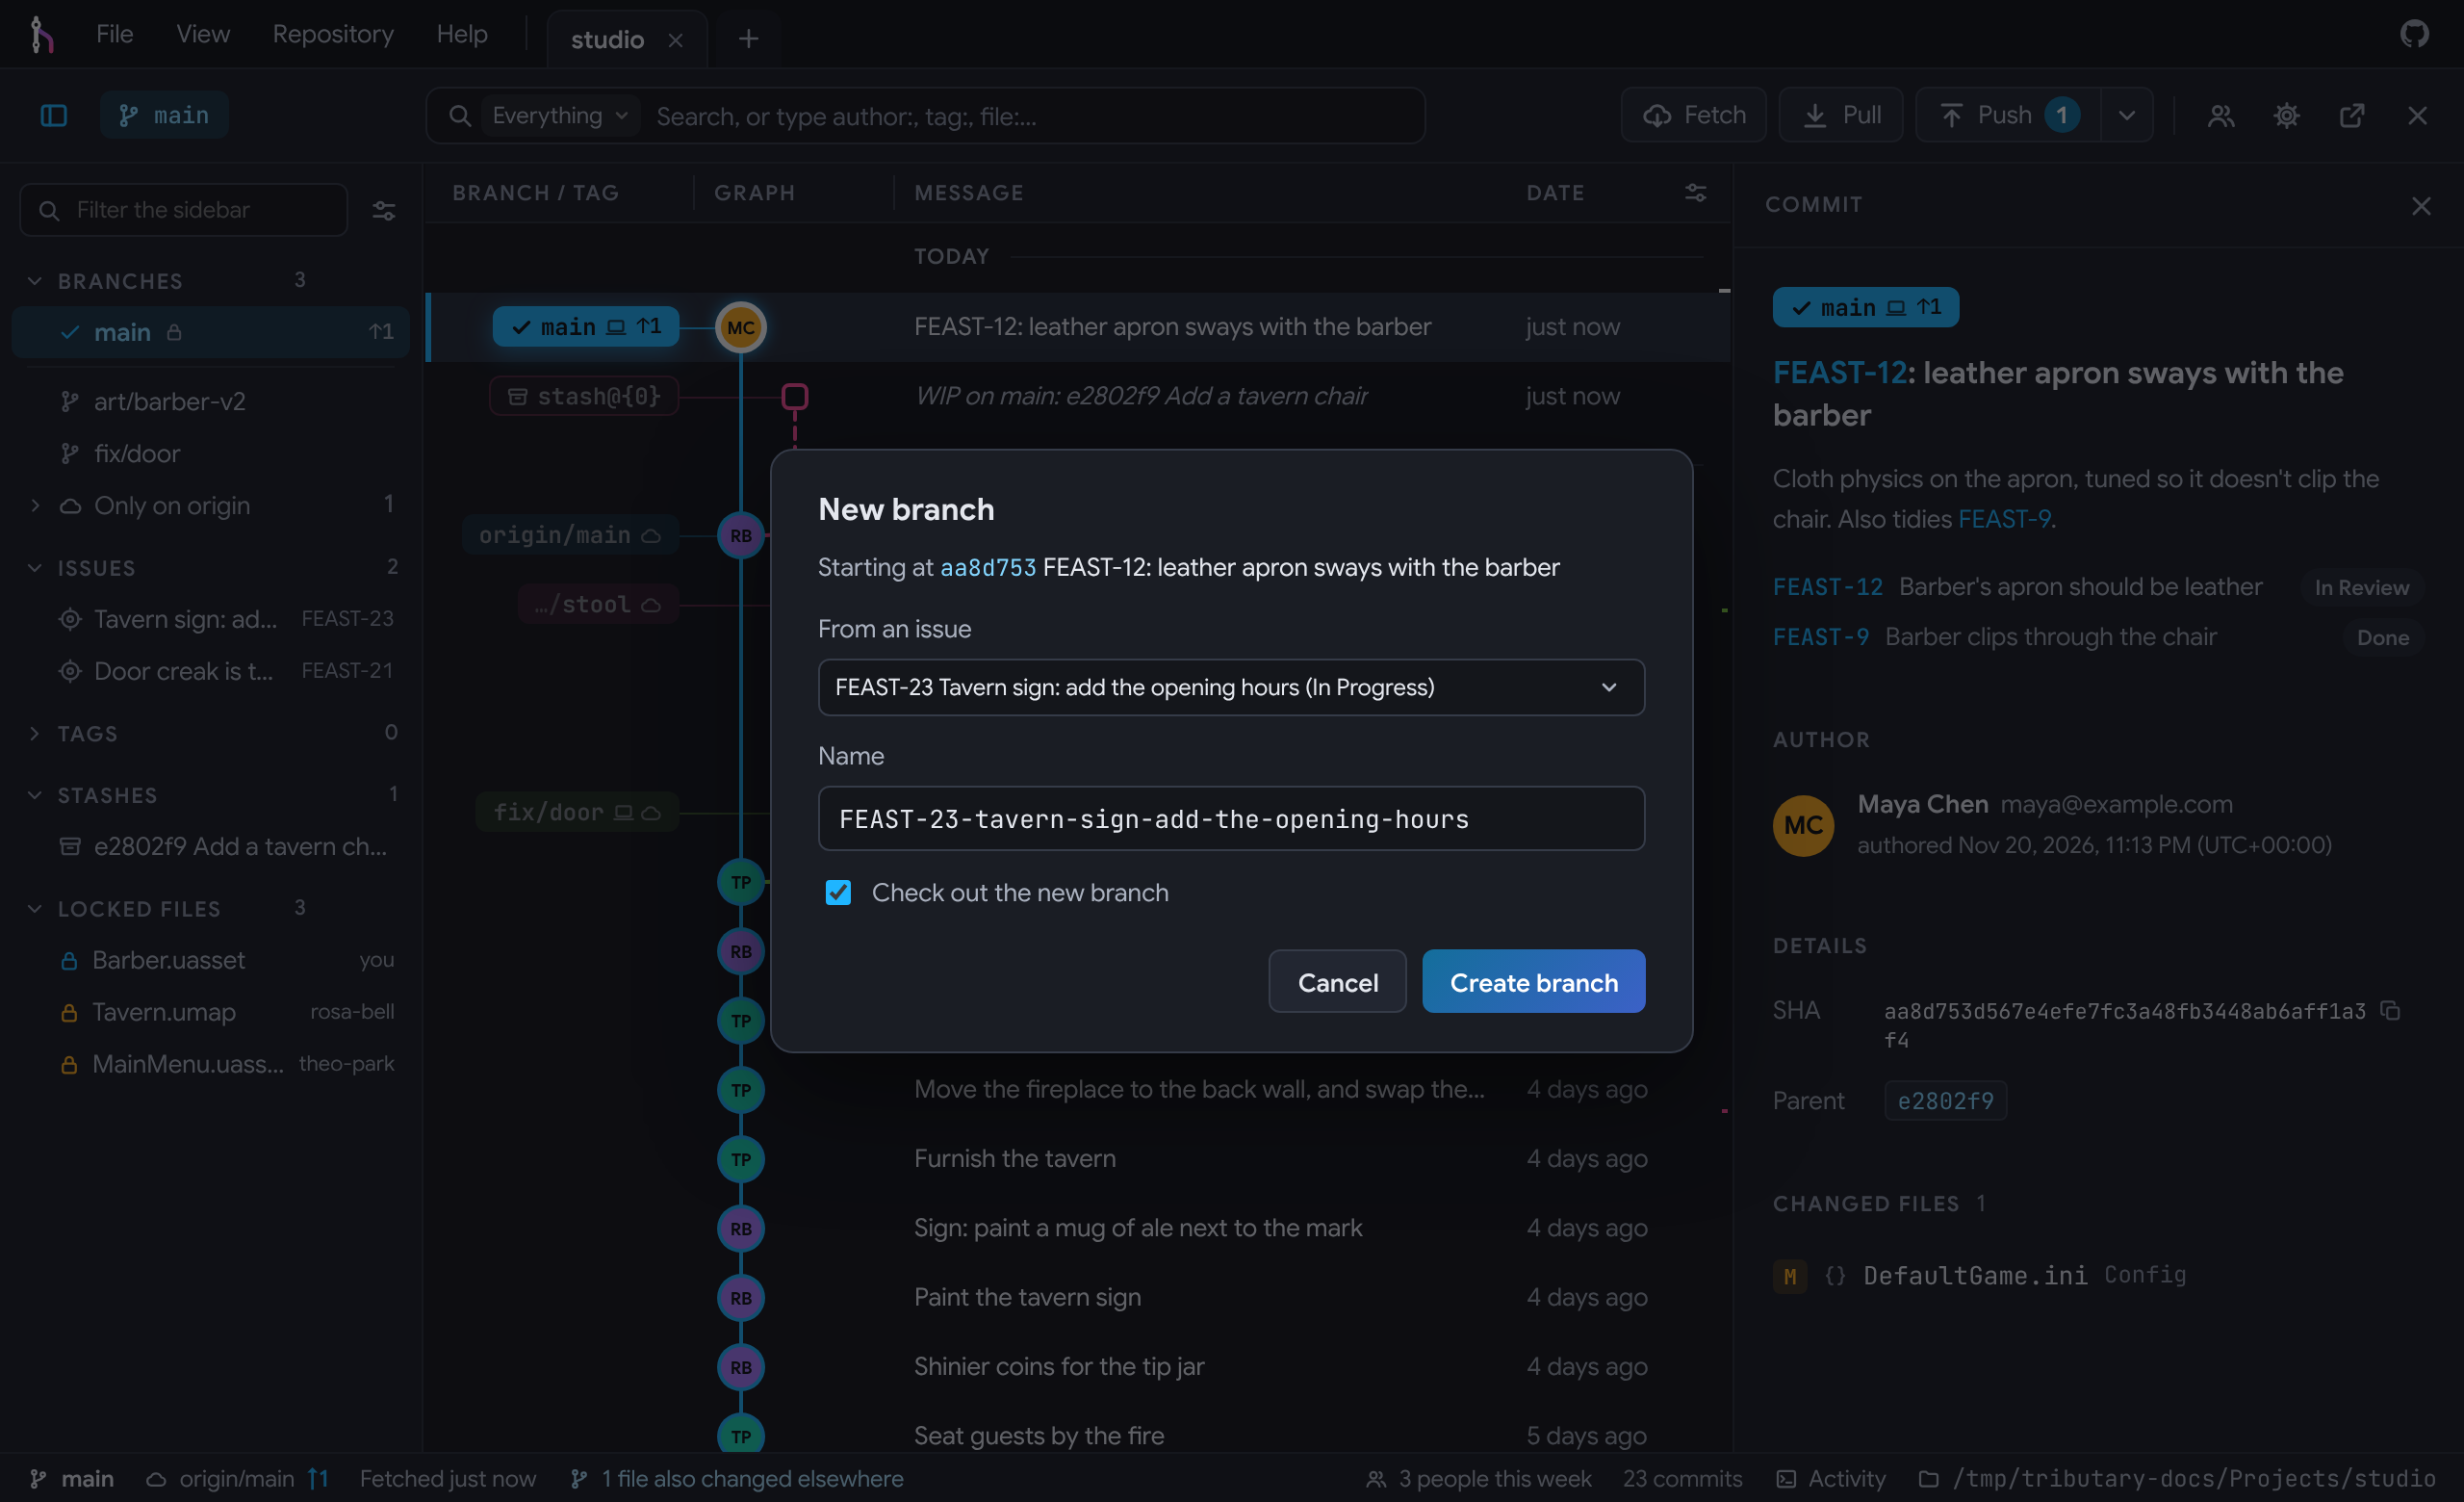 File View Repository Help studio
main
Everything Search, or type author:, tag:, file:...
Fetch Pull Push 1
Filter the sidebar
BRANCHES 3
main ↑1
art/barber-v2
fix/door
Only on origin 1
ISSUES 2
Tavern sign: ad... FEAST-23
Door creak is t... FEAST-21
TAGS 0
STASHES 1
e2802f9 Add a tavern ch...
LOCKED FILES 3
Barber.uasset you
Tavern.umap rosa-bell
MainMenu.uass... theo-park
BRANCH / TAG GRAPH MESSAGE DATE
TODAY
main ↑1 MC FEAST-12: leather apron sways with the barber just now
stash@{0} WIP on main: e2802f9 Add a tavern chair just now
origin/main RB
…/stool
fix/door
TP
RB
TP
TP Move the fireplace to the back wall, and swap the... 4 days ago
TP Furnish the tavern 4 days ago
RB Sign: paint a mug of ale next to the mark 4 days ago
RB Paint the tavern sign 4 days ago
RB Shinier coins for the tip jar 4 days ago
TP Seat guests by the fire 5 days ago
New branch
Starting at aa8d753 FEAST-12: leather apron sways with the barber
From an issue
FEAST-23 Tavern sign: add the opening hours (In Progress)
Name
FEAST-23-tavern-sign-add-the-opening-hours
Check out the new branch
Cancel Create branch
COMMIT
main ↑1
FEAST-12: leather apron sways with the
barber
Cloth physics on the apron, tuned so it doesn't clip the
chair. Also tidies FEAST-9.
FEAST-12 Barber's apron should be leather In Review
FEAST-9 Barber clips through the chair Done
AUTHOR
MC Maya Chen maya@example.com
authored Nov 20, 2026, 11:13 PM (UTC+00:00)
DETAILS
SHA aa8d753d567e4efe7fc3a48fb3448ab6aff1a3
f4
Parent e2802f9
CHANGED FILES 1
M {} DefaultGame.ini Config
main origin/main ↑1 Fetched just now 1 file also changed elsewhere 3 people this week 23 commits Activity /tmp/tributary-docs/Projects/studio